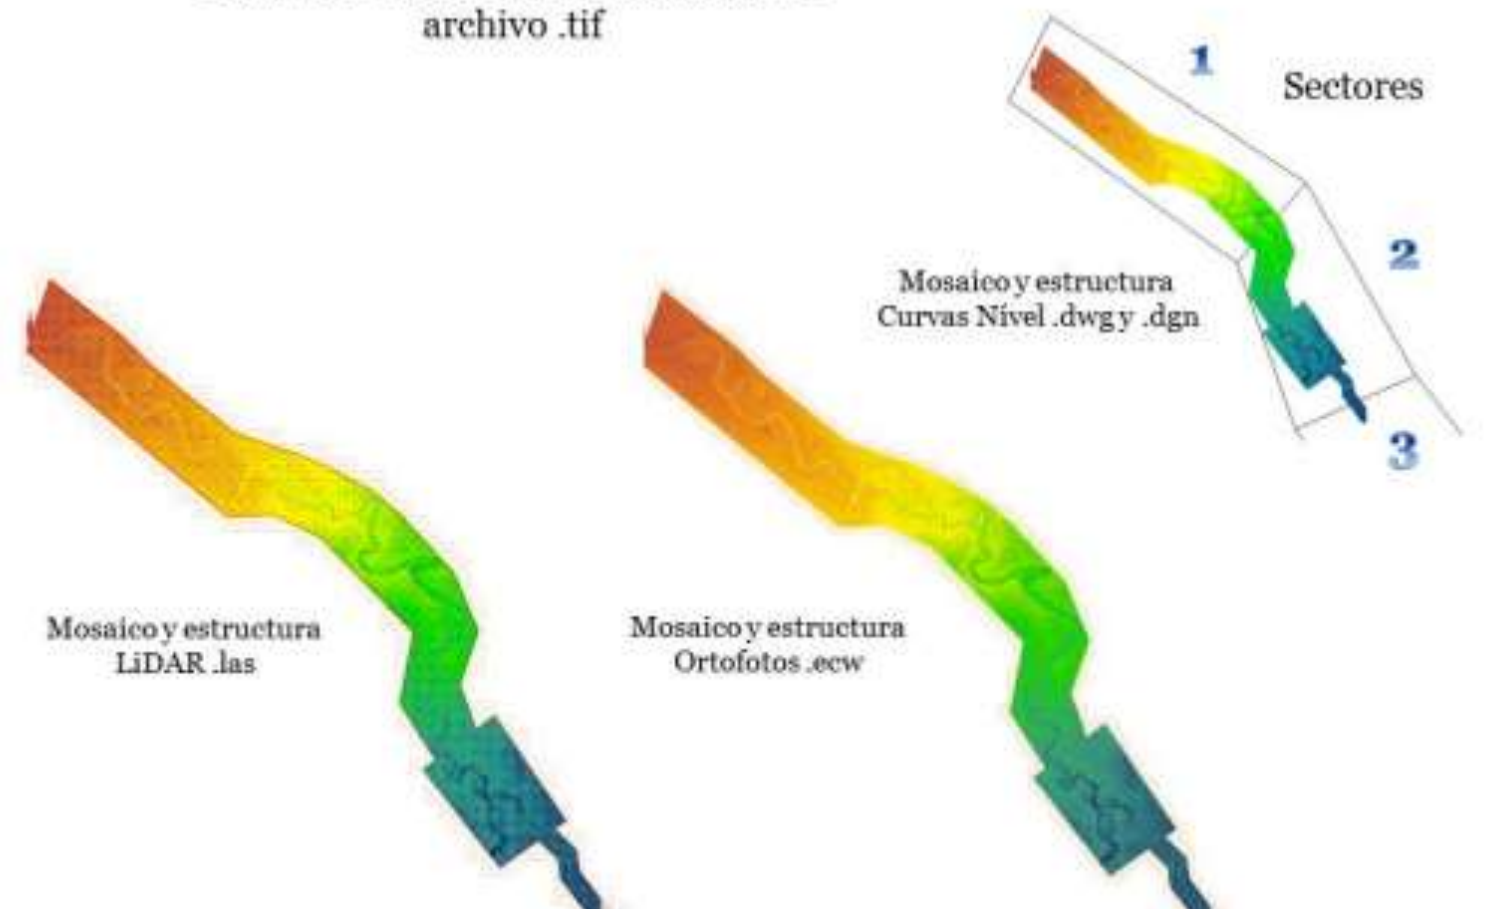 archivo .tif
1
Sectores
2
Mosaico y estructura
Curvas Nivel .dwg y .dgn
3
Mosaico y estructura
LiDAR .las
Mosaico y estructura
Ortofotos .ecw